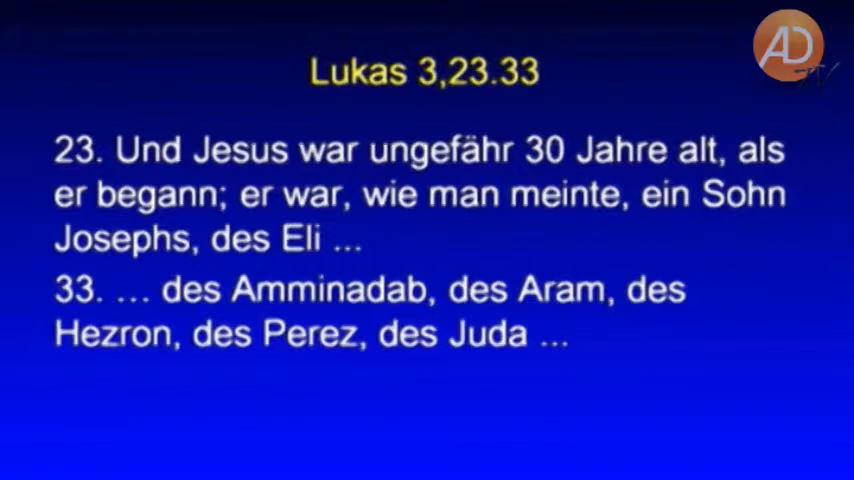 AD
TV
Lukas 3,23.33
23. Und Jesus war ungefähr 30 Jahre alt, als
er begann; er war, wie man meinte, ein Sohn
Josephs, des Eli ...
33. ... des Amminadab, des Aram, des
Hezron, des Perez, des Juda ...